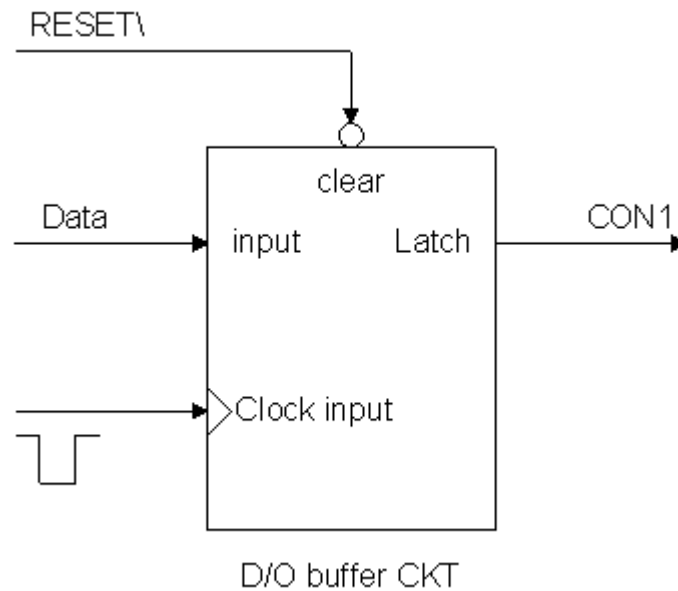 RESET\
clear
Data
input
Latch
CON1
Clock input
D/O buffer CKT